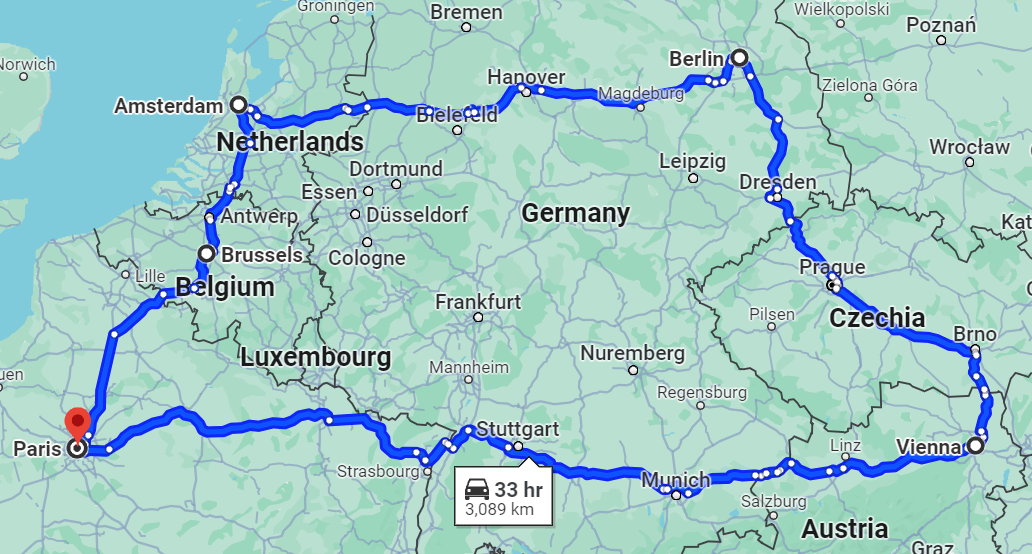 Groningen
Bremen
Wielkopolski
Poznań
Norwich
Berlin
Hanover
Zielona Góra
Amsterdam
Magdeburg
Bielefeld
Netherlands
Wrocław
Leipzig
Dortmund
Dresden
Essen
Düsseldorf
Germany
Antwerp
Kat
Brussels
Cologne
Prague
Lille
Belgium
Frankfurt
Pilsen
Czechia
Brno
Luxembourg
Nuremberg
Mannheim
uen
Regensburg
Stuttgart
Paris
Linz
Vienna
Strasbourg
Munich
33 hr
3,089 km
Salzburg
Austria
Graz